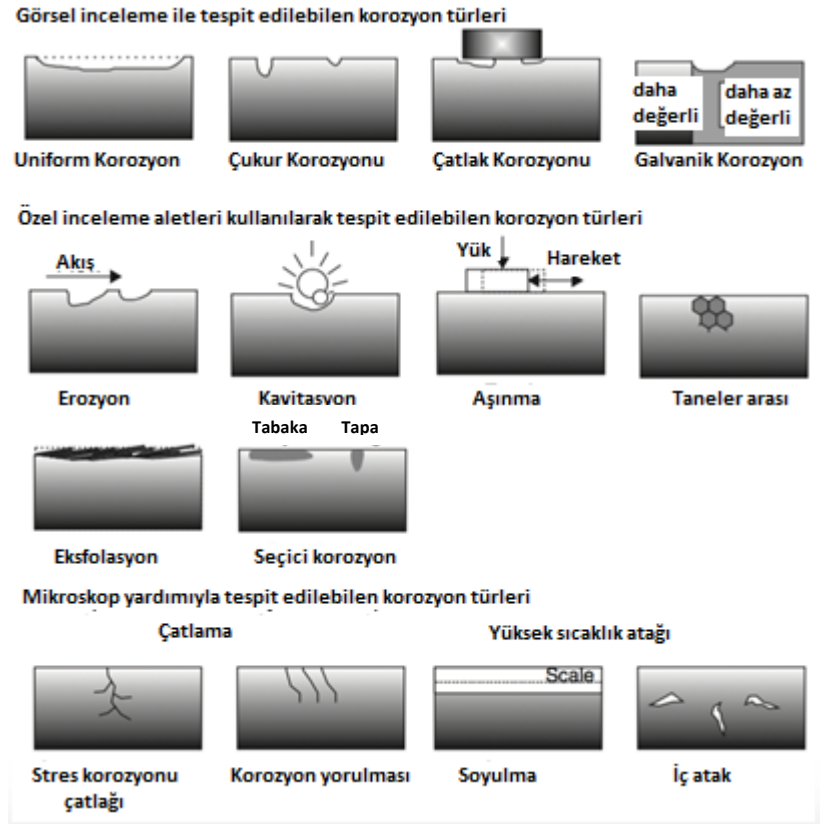 Görsel inceleme ile tespit edilebilen korozyon türleri
daha
değerli
daha az
değerli
Uniform Korozyon
Çukur Korozyonu
Çatlak Korozyonu
Galvanik Korozyon
Özel inceleme aletleri kullanılarak tespit edilebilen korozyon türleri
Akış
Yük
Hareket
Erozyon
Kavitasvon
Aşınma
Taneler arası
Tabaka
Tapa
Eksfolasyon
Seçici korozyon
Mikroskop yardımıyla tespit edilebilen korozyon türleri
Çatlama
Yüksek sıcaklık atağı
Scale
Stres korozyonu
çatlağı
Korozyon yorulması
Soyulma
İç atak